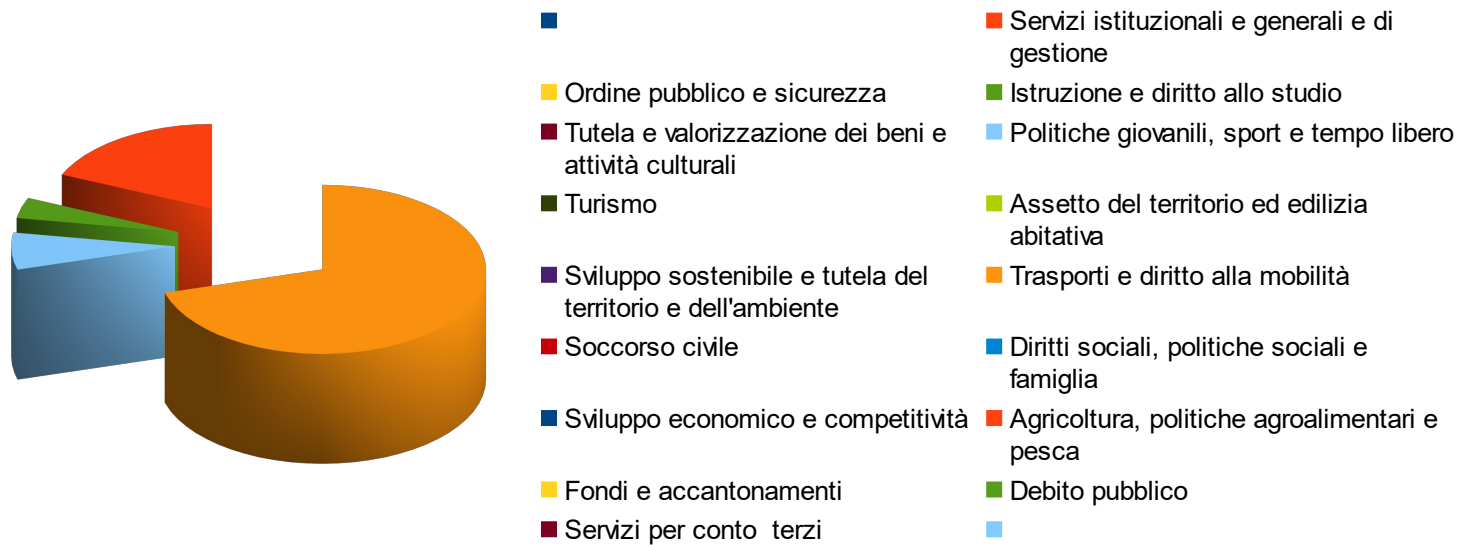 Servizi istituzionali e generali e di
gestione
Ordine pubblico e sicurezza
Istruzione e diritto allo studio
Tutela e valorizzazione dei beni e
attività culturali
Politiche giovanili, sport e tempo libero
Turismo
Assetto del territorio ed edilizia
abitativa
Sviluppo sostenibile e tutela del
territorio e dell'ambiente
Trasporti e diritto alla mobilità
Soccorso civile
Diritti sociali, politiche sociali e
famiglia
Sviluppo economico e competitività
Agricoltura, politiche agroalimentari e
pesca
Fondi e accantonamenti
Debito pubblico
Servizi per conto  terzi